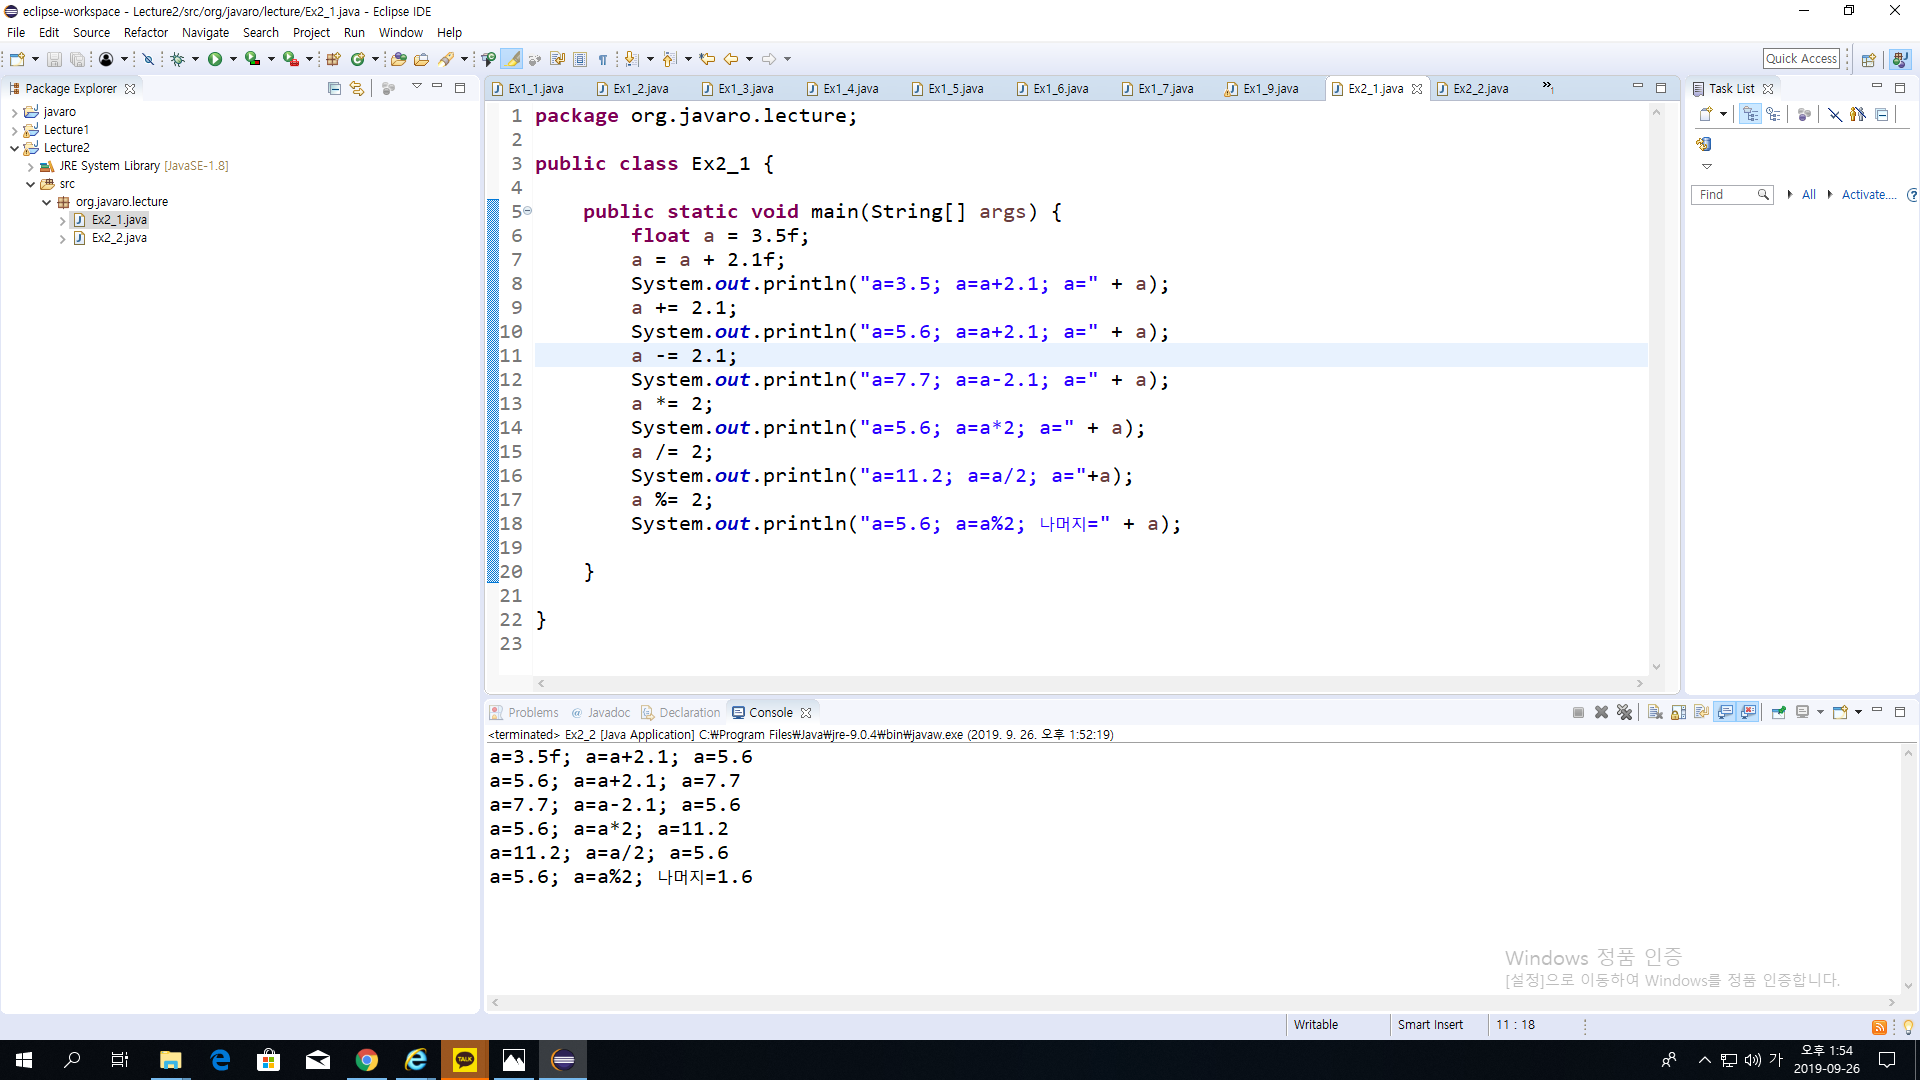 eclipse-workspace - Lecture2/src/org/javaro/lecture/Ex2_1.java - Eclipse IDE
File Edit Source Refactor Navigate Search Project Run Window Help
Quick Access
Package Explorer
javaro
Lecture1
Lecture2
JRE System Library [JavaSE-1.8]
src
org.javaro.lecture
Ex2_1.java
Ex2_2.java
Ex1_1.java Ex1_2.java Ex1_3.java Ex1_4.java Ex1_5.java Ex1_6.java Ex1_7.java Ex1_9.java Ex2_1.java Ex2_2.java »1
1 package org.javaro.lecture;
2
3 public class Ex2_1 {
4
5 public static void main(String[] args) {
6 float a = 3.5f;
7 a = a + 2.1f;
8 System.out.println("a=3.5; a=a+2.1; a=" + a);
9 a += 2.1;
10 System.out.println("a=5.6; a=a+2.1; a=" + a);
11 a -= 2.1;
12 System.out.println("a=7.7; a=a-2.1; a=" + a);
13 a *= 2;
14 System.out.println("a=5.6; a=a*2; a=" + a);
15 a /= 2;
16 System.out.println("a=11.2; a=a/2; a="+a);
17 a %= 2;
18 System.out.println("a=5.6; a=a%2; 나머지=" + a);
19
20 }
21
22 }
23
Task List
Find All Activate...
Problems @ Javadoc Declaration Console
<terminated> Ex2_2 [Java Application] C:₩Program Files₩Java₩jre-9.0.4₩bin₩javaw.exe (2019. 9. 26. 오후 1:52:19)
a=3.5f; a=a+2.1; a=5.6
a=5.6; a=a+2.1; a=7.7
a=7.7; a=a-2.1; a=5.6
a=5.6; a=a*2; a=11.2
a=11.2; a=a/2; a=5.6
a=5.6; a=a%2; 나머지=1.6
Windows 정품 인증
[설정]으로 이동하여 Windows를 정품 인증합니다.
Writable Smart Insert 11 : 18
TALK
가
오후 1:54
2019-09-26